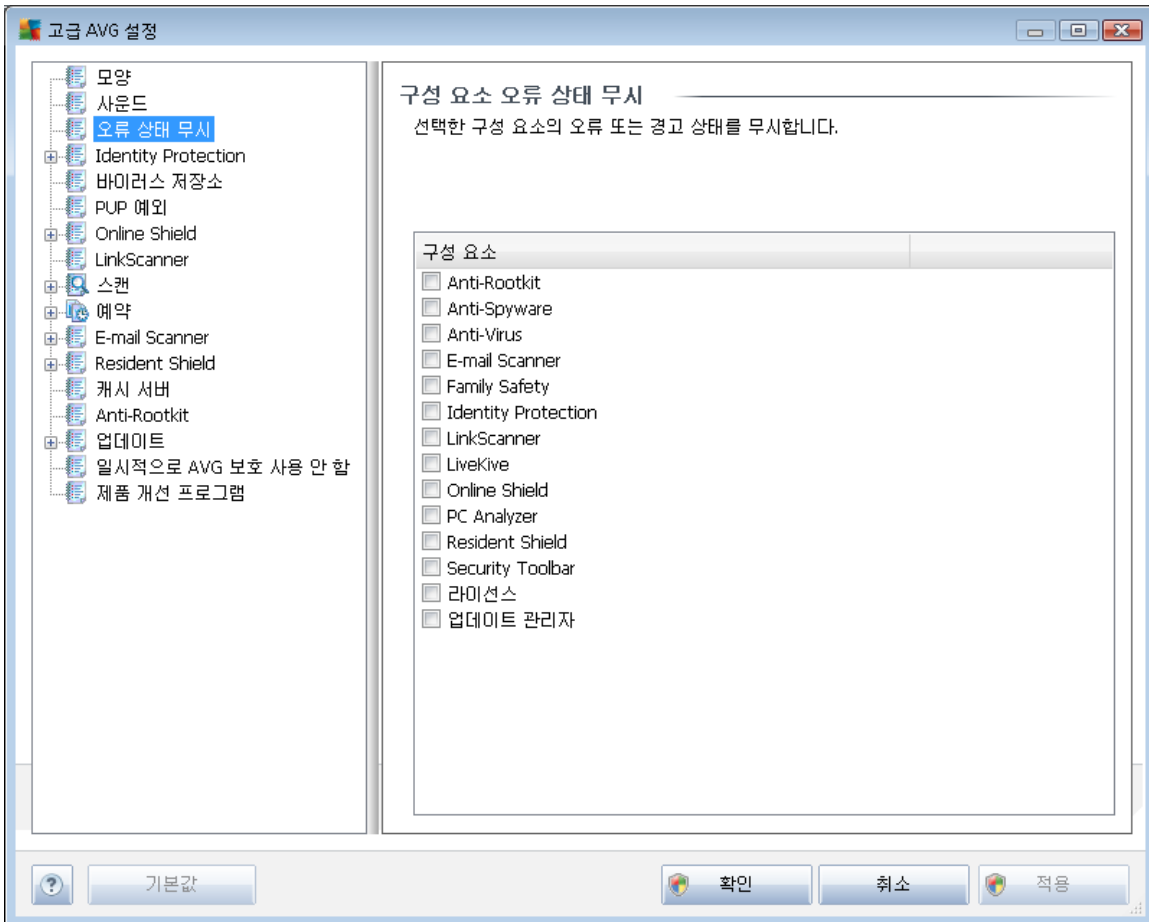 고급 AVG 설정
모양
사운드
오류 상태 무시
Identity Protection
바이러스 저장소
PUP 예외
Online Shield
LinkScanner
스캔
예약
E-mail Scanner
Resident Shield
캐시 서버
Anti-Rootkit
업데이트
일시적으로 AVG 보호 사용 안 함
제품 개선 프로그램
구성 요소 오류 상태 무시
선택한 구성 요소의 오류 또는 경고 상태를 무시합니다.
구성 요소
Anti-Rootkit
Anti-Spyware
Anti-Virus
E-mail Scanner
Family Safety
Identity Protection
LinkScanner
LiveKive
Online Shield
PC Analyzer
Resident Shield
Security Toolbar
라이선스
업데이트 관리자
? 기본값 확인 취소 적용